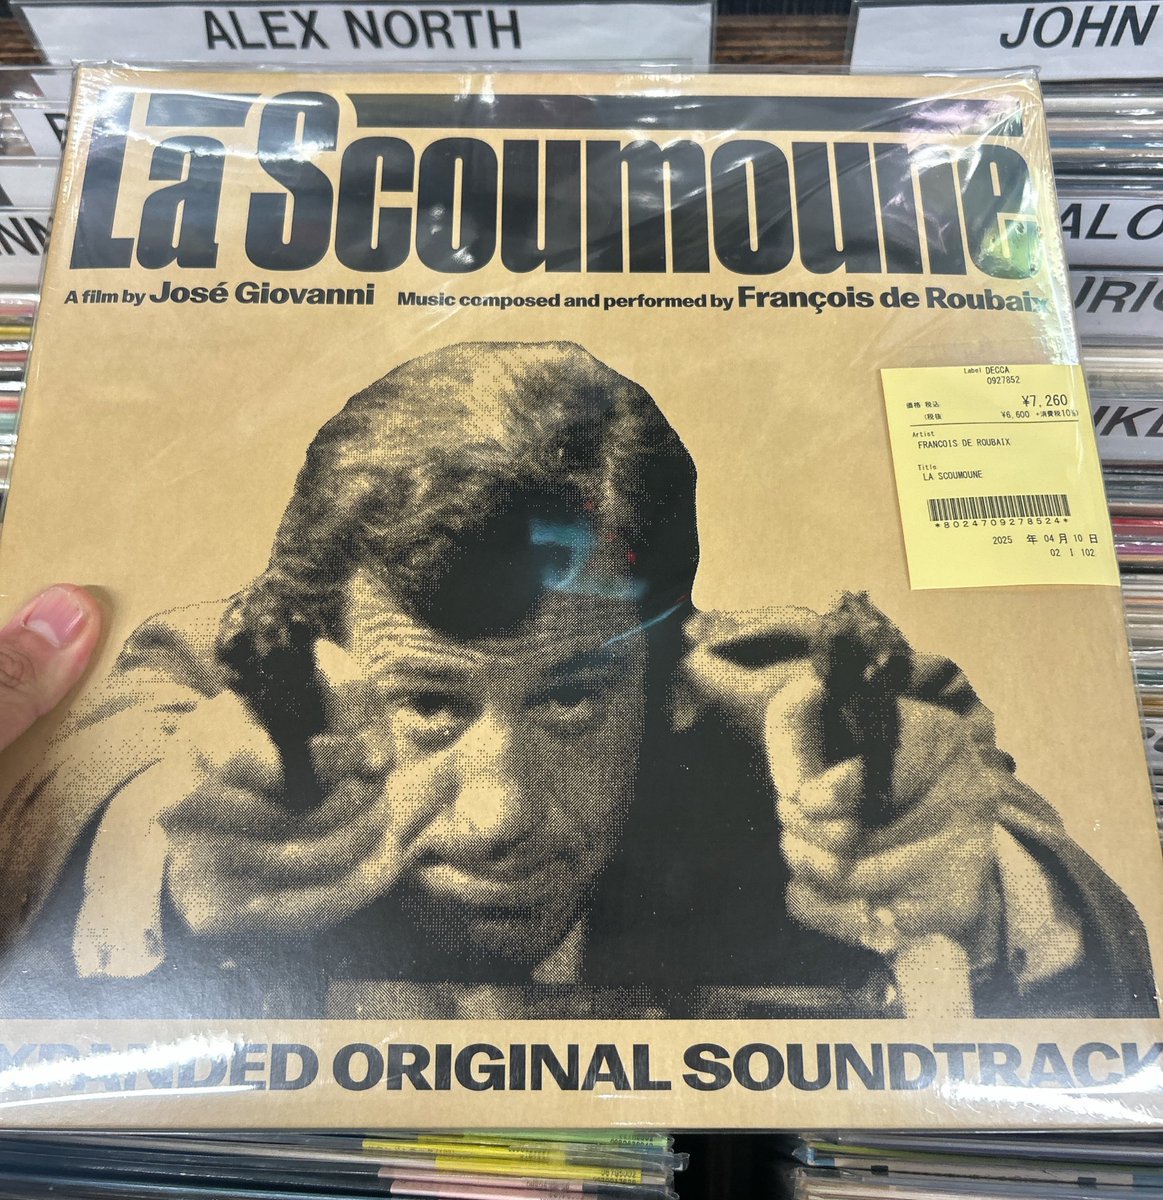 ALEX NORTH
JOHN
La Scoumoune
A film by José Giovanni Music composed and performed by François de Roubaix
Label DECCA
0927852
価格 税込 ¥7,260
(税抜 ¥6,600 +消費税10%)
Artist
FRANCOIS DE ROUBAIX
Title
LA SCOUMOUNE
*8024709278524*
2025 年 04 月 10 日
02 I 102
EXPANDED ORIGINAL SOUNDTRACK